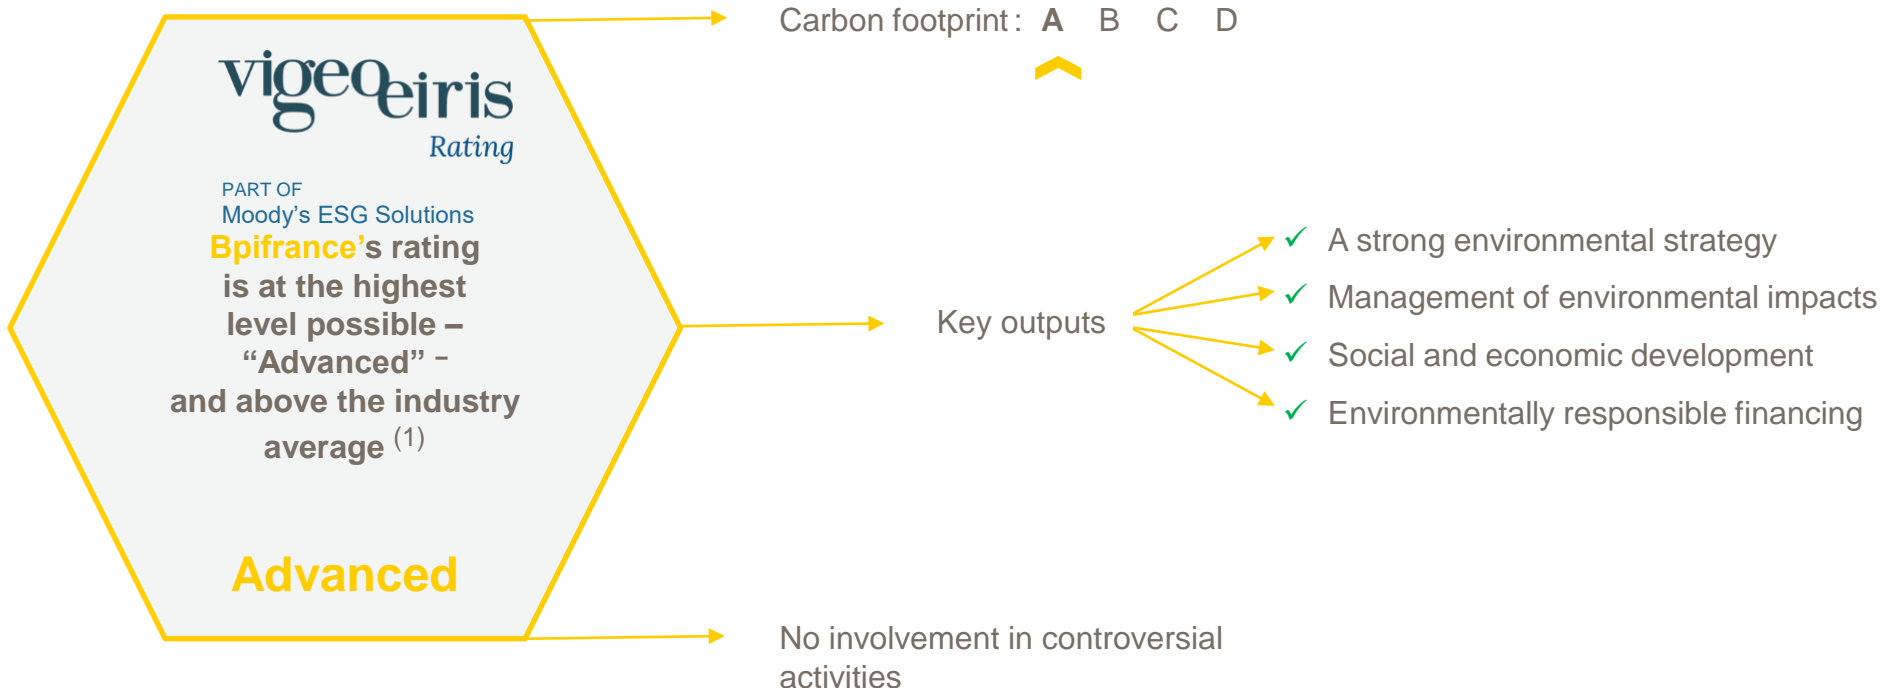 Carbon footprint : A B C D
vigeoeiris
Rating
PART OF
Moody's ESG Solutions
Bpifrance's rating
is at the highest
level possible –
“Advanced” –
and above the industry
average (1)
Advanced
Key outputs
✓ A strong environmental strategy
✓ Management of environmental impacts
✓ Social and economic development
✓ Environmentally responsible financing
No involvement in controversial
activities